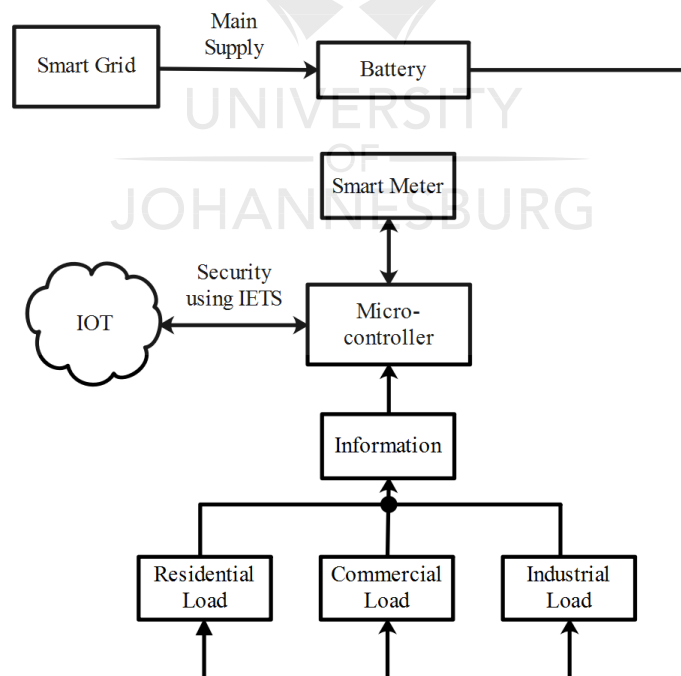 Main
Supply
Smart Grid
Battery
UNIVERSITY
OF
JOHANNESBURG
Smart Meter
Security
using IETS
IOT
Micro-
controller
Information
Residential
Load
Commercial
Load
Industrial
Load